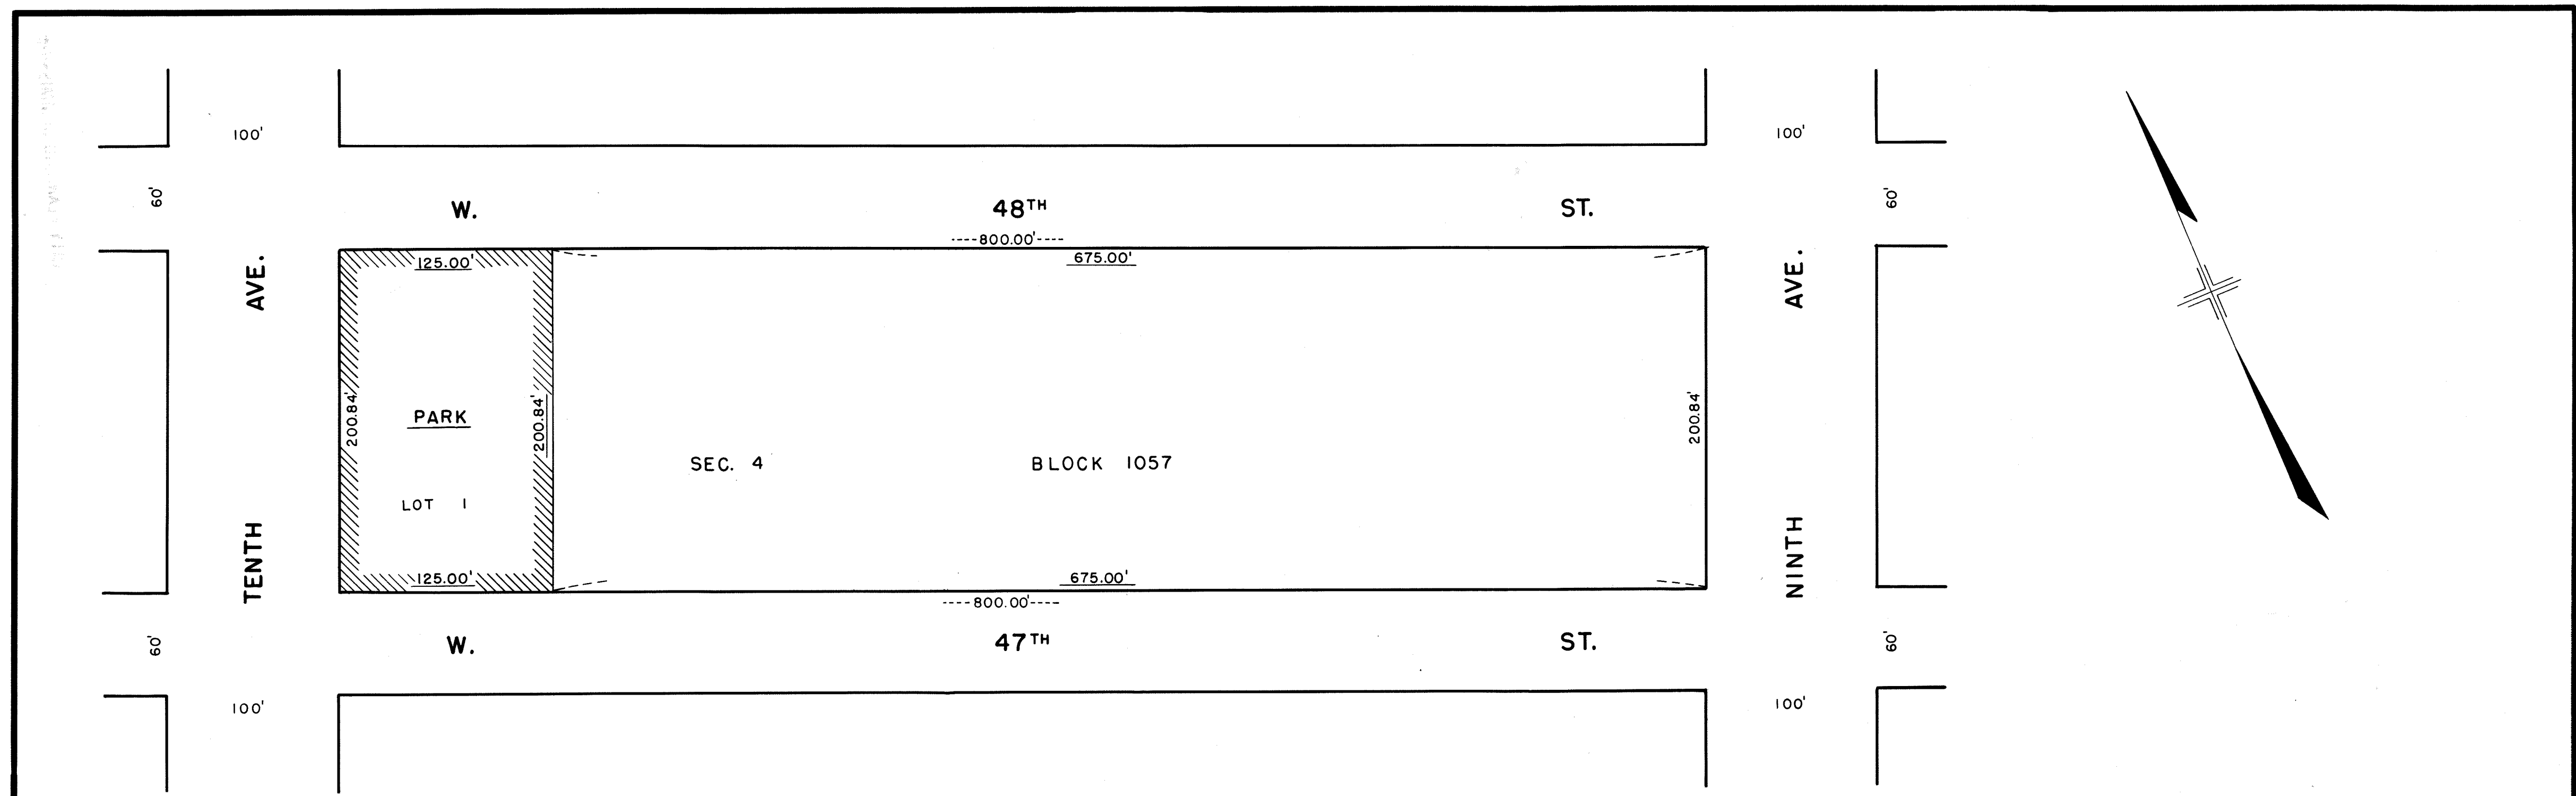 100' 100'
60' 60'
W. 48TH ST.
----800.00'----
125.00' 675.00'
AVE. AVE.
200.84' 200.84' 200.84'
PARK
SEC. 4 BLOCK 1057
LOT 1
TENTH NINTH
125.00' 675.00'
----800.00'----
60' W. 47TH ST. 60'
100' 100'